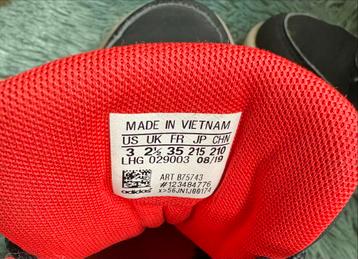 MADE IN VIETNAM
US UK FR JP CHN
3 2½ 35 215 210
LHG 029003 08/19
ART B75743
#123484776
adidas x>56JN1J08174